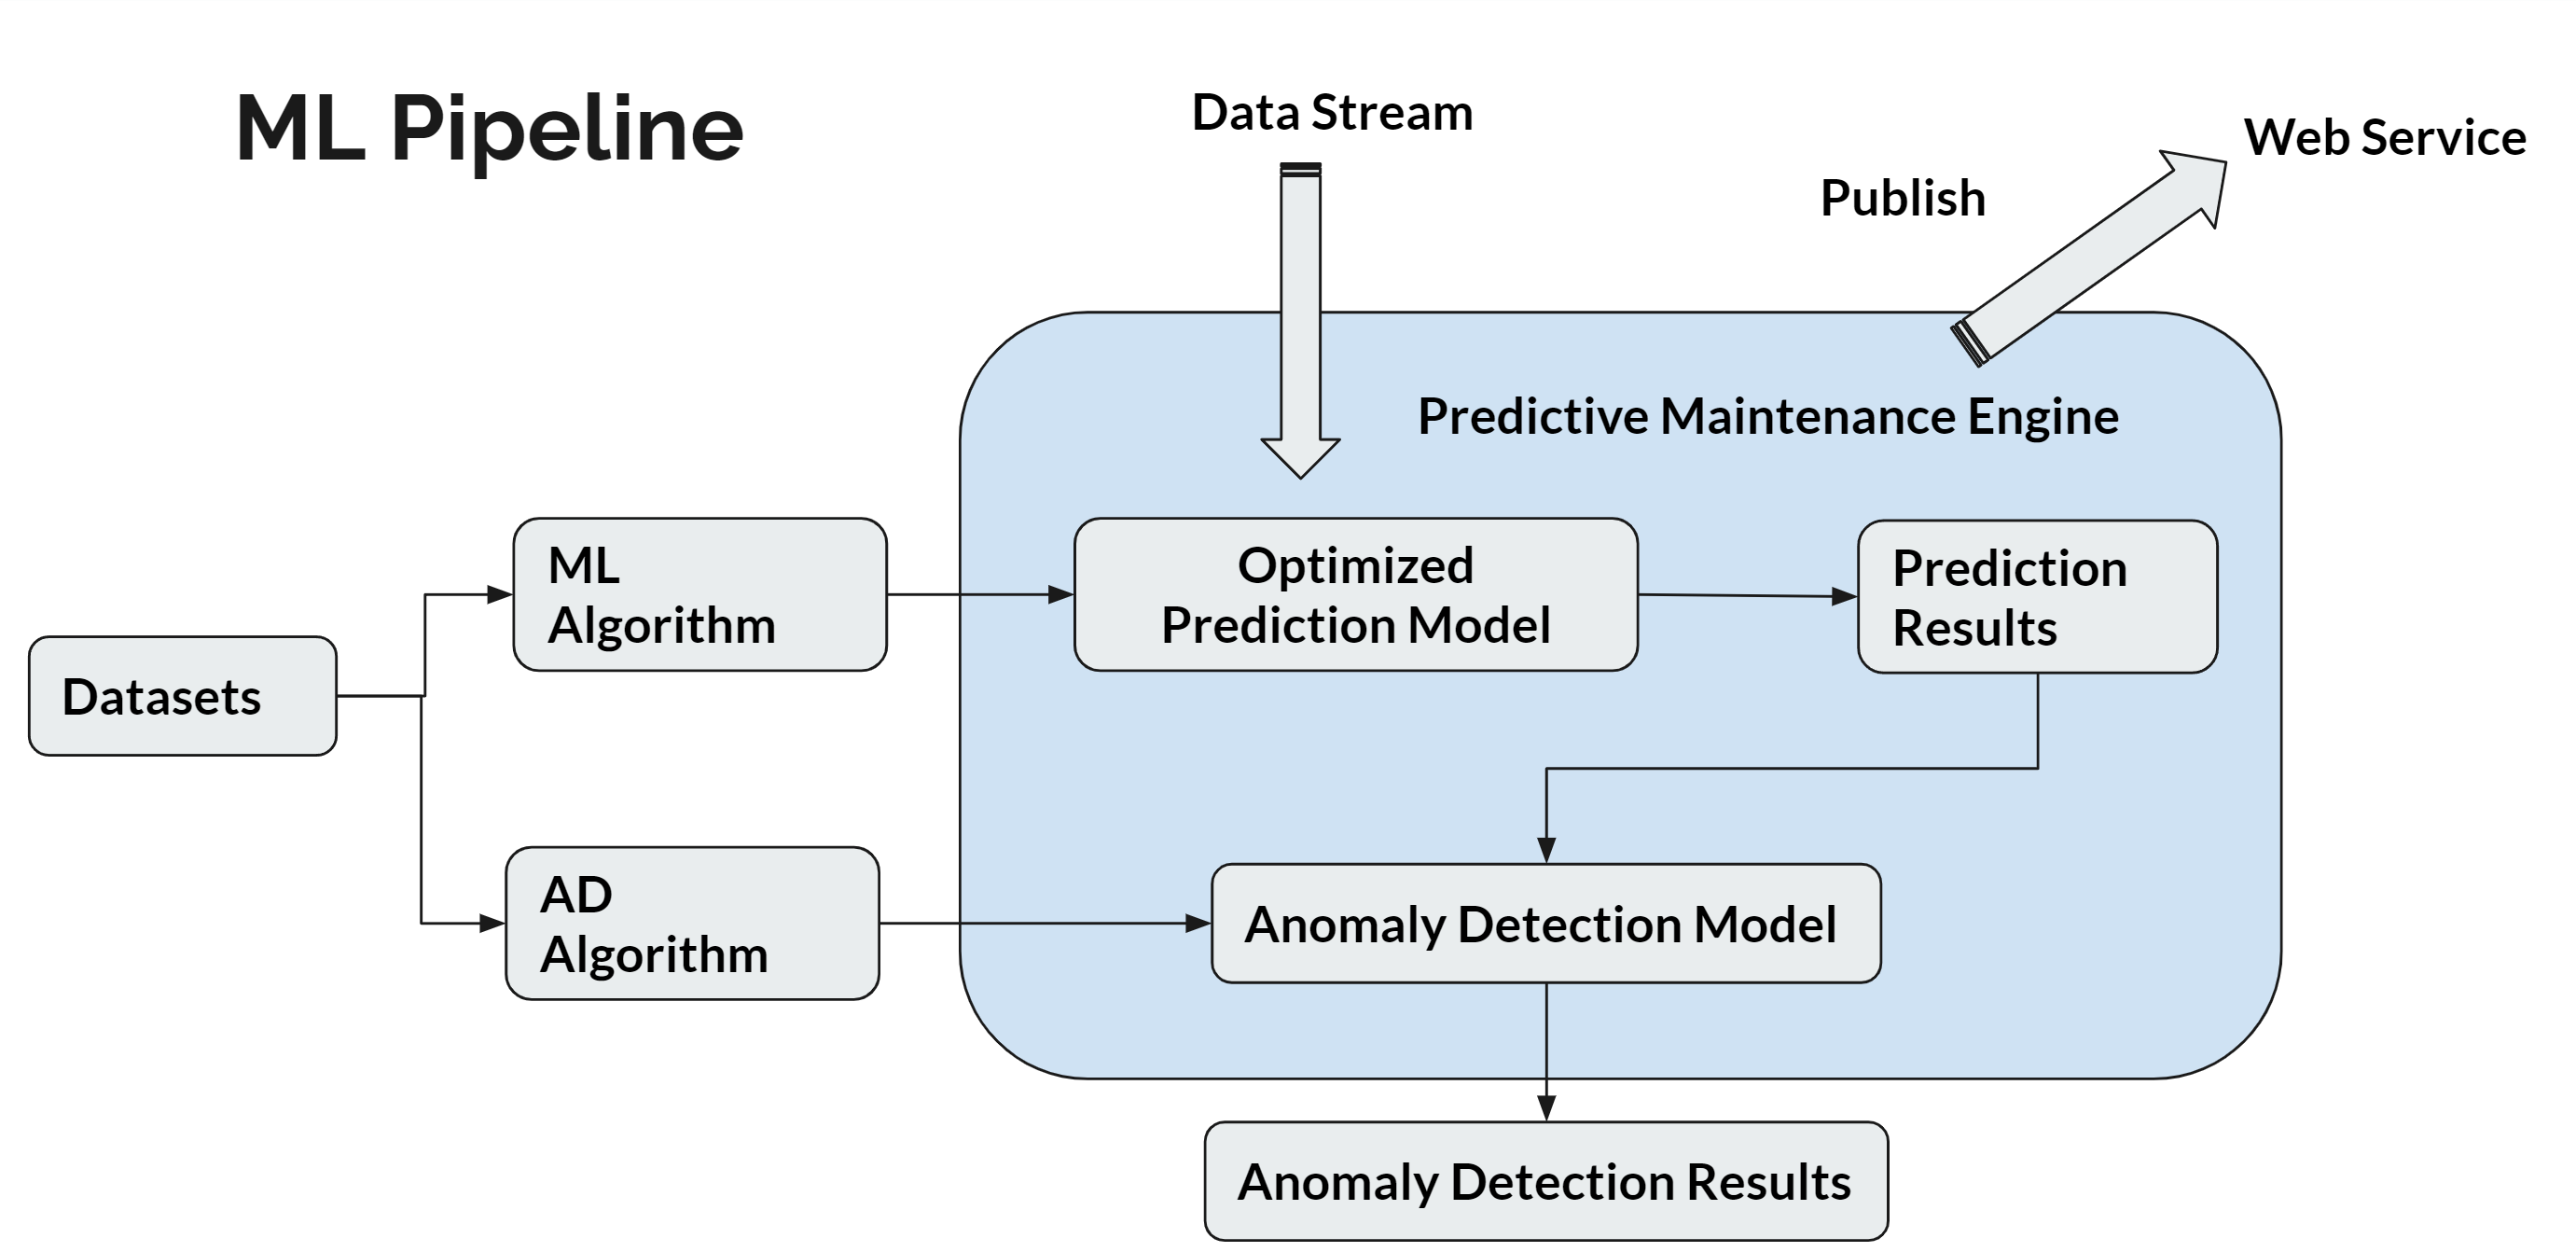 ML Pipeline
Data Stream
Web Service
Publish
Predictive Maintenance Engine
ML
Algorithm
Optimized
Prediction Model
Prediction
Results
Datasets
AD
Algorithm
Anomaly Detection Model
Anomaly Detection Results